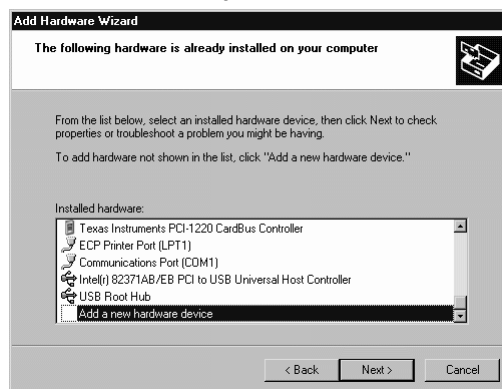 Add Hardware Wizard
The following hardware is already installed on your computer
From the list below, select an installed hardware device, then click Next to check
properties or troubleshoot a problem you might be having.
To add hardware not shown in the list, click "Add a new hardware device."
Installed hardware:
Texas Instruments PCI-1220 CardBus Controller
ECP Printer Port (LPT1)
Communications Port (COM1)
Intel(r) 82371AB/EB PCI to USB Universal Host Controller
USB Root Hub
Add a new hardware device
< Back
Next >
Cancel